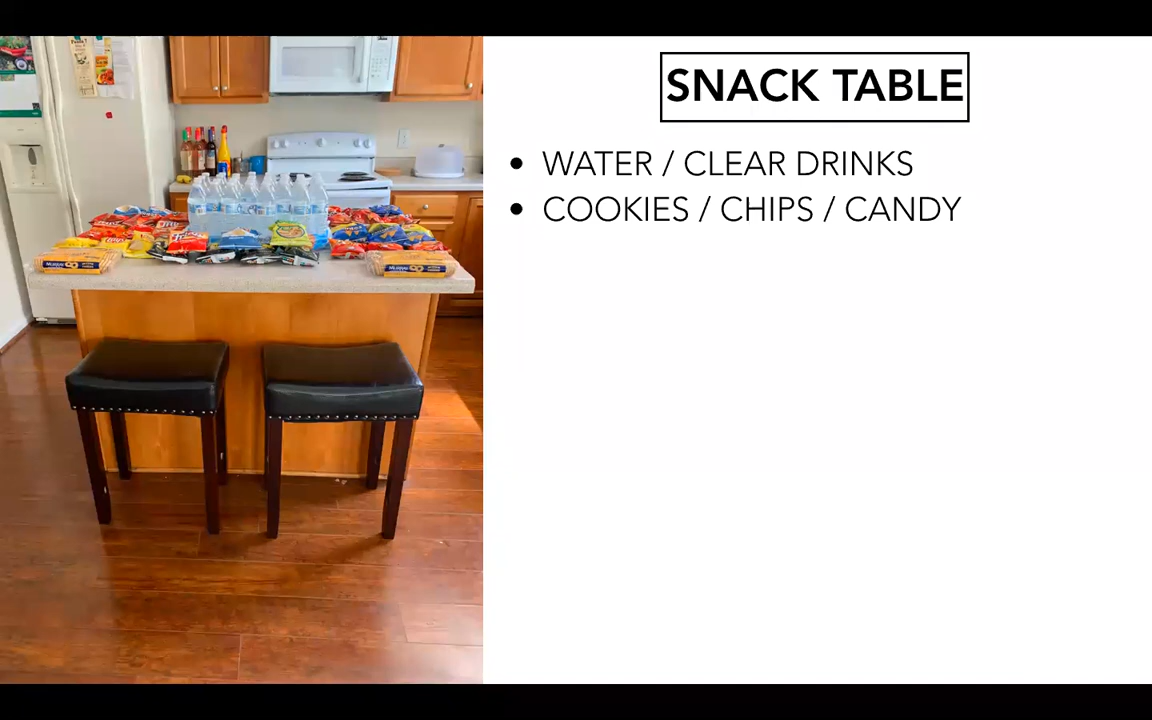 SNACK TABLE
• WATER / CLEAR DRINKS
• COOKIES / CHIPS / CANDY